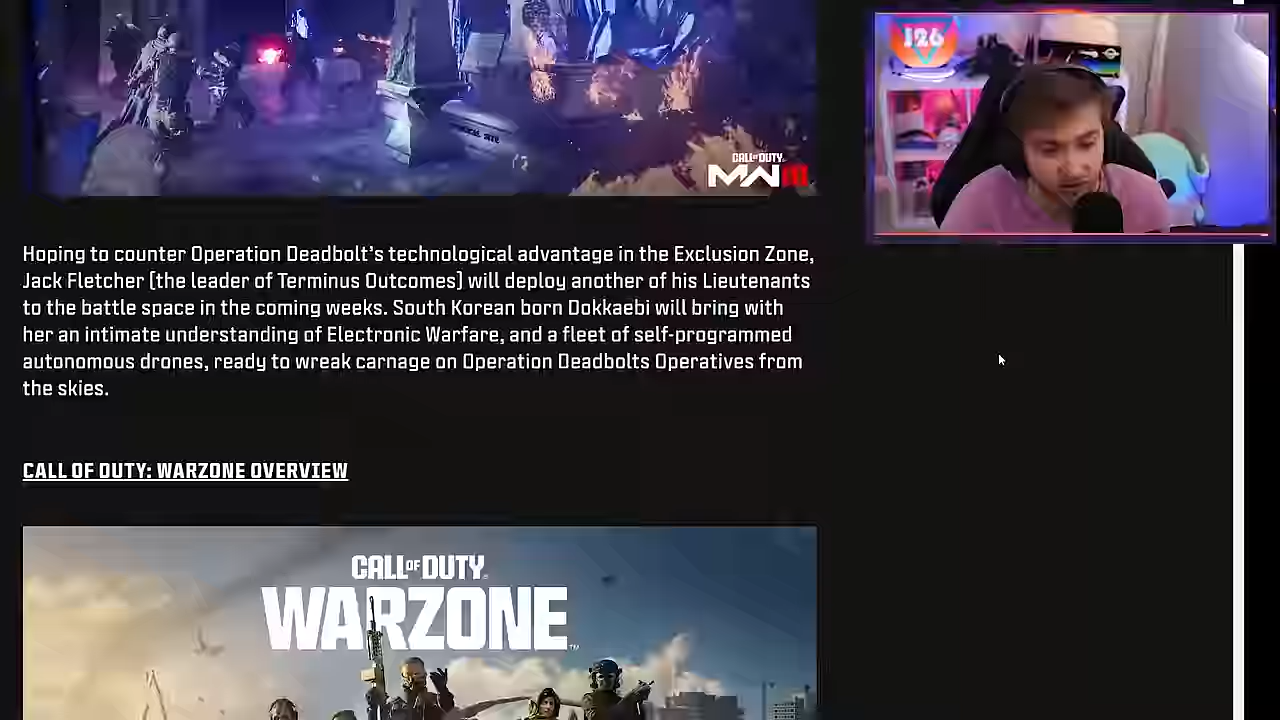 126
CALL OF DUTY
MW III
Hoping to counter Operation Deadbolt’s technological advantage in the Exclusion Zone,
Jack Fletcher (the leader of Terminus Outcomes) will deploy another of his Lieutenants
to the battle space in the coming weeks. South Korean born Dokkaebi will bring with
her an intimate understanding of Electronic Warfare, and a fleet of self-programmed
autonomous drones, ready to wreak carnage on Operation Deadbolts Operatives from
the skies.
CALL OF DUTY: WARZONE OVERVIEW
CALL OF DUTY
WARZONE™